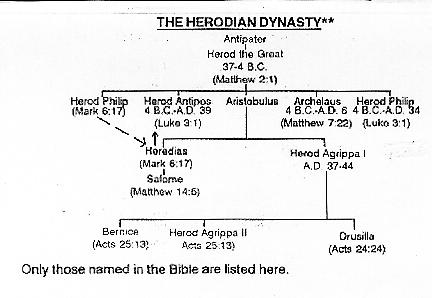 THE HERODIAN DYNASTY**
Antipater
Herod the Great
37-4 B.C.
(Matthew 2:1)
Herod Philip
(Mark 6:17)
Herod Antipos
4 B.C.-A.D. 39
(Luke 3:1)
Aristobulus
Archelaus
4 B.C.-A.D. 6
(Matthew 7:22)
Herod Philip
4 B.C.-A.D. 34
(Luko 3:1)
Heredias
(Mark 6:17)
Salome
(Matthew 14:6)
Herod Agrippa I
A.D. 37-44
Bernice
(Acts 25:13)
Herod Agrippa II
Acts 25:13)
Drusilla
(Acts 24:24)
Only those named in the Bible are listed here.